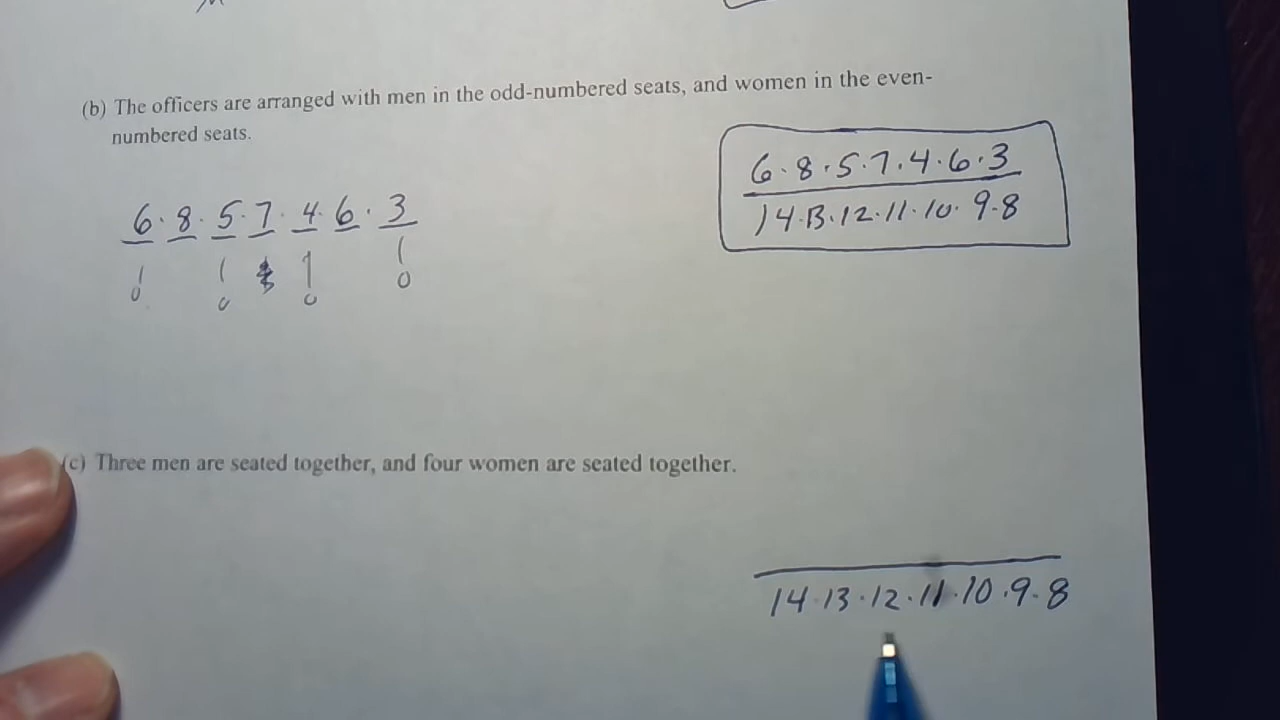 (b) The officers are arranged with men in the odd-numbered seats, and women in the even-
numbered seats.
6·8·5·7·4·6·3
14·13·12·11·10·9·8
6·8·5·7·4·6·3
(c) Three men are seated together, and four women are seated together.
14·13·12·11·10·9·8